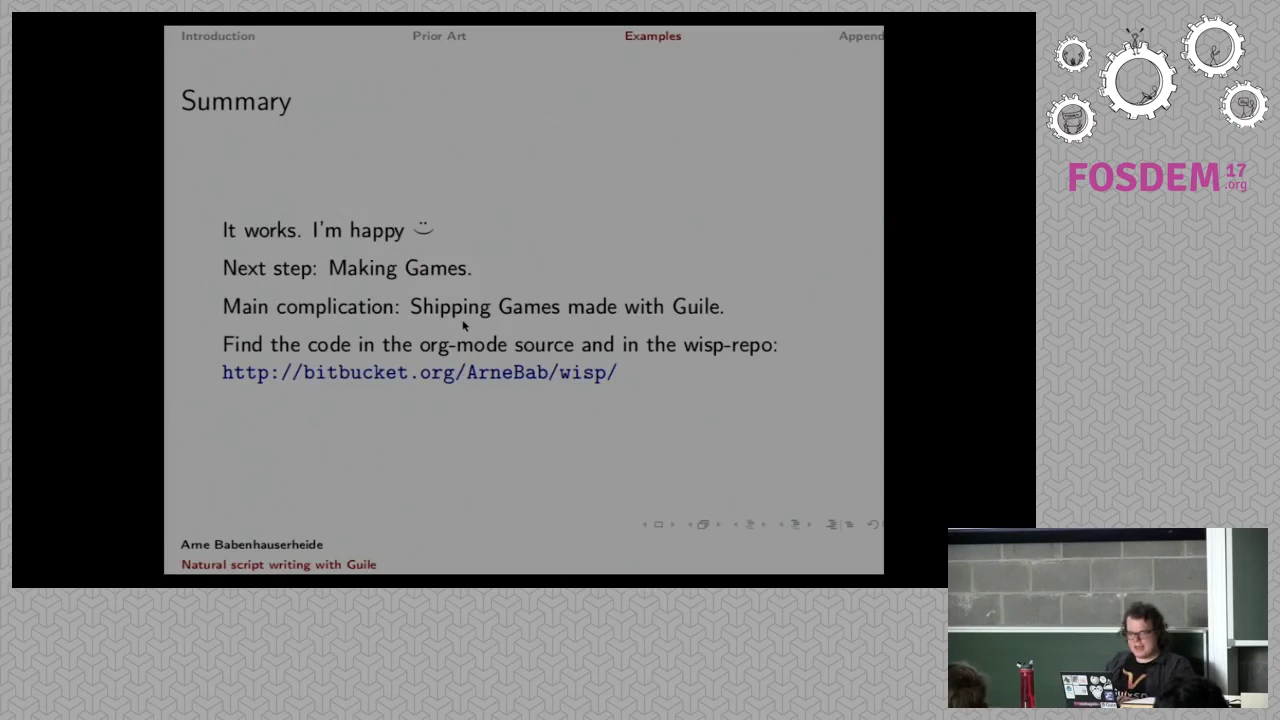 Introduction
Prior Art
Examples
Append
Summary
It works. I'm happy
Next step: Making Games.
Main complication: Shipping Games made with Guile.
Find the code in the org-mode source and in the wisp-repo:
http://bitbucket.org/ArneBab/wisp/
Arne Babenhauserheide
Natural script writing with Guile
FOSDEM 17
.org